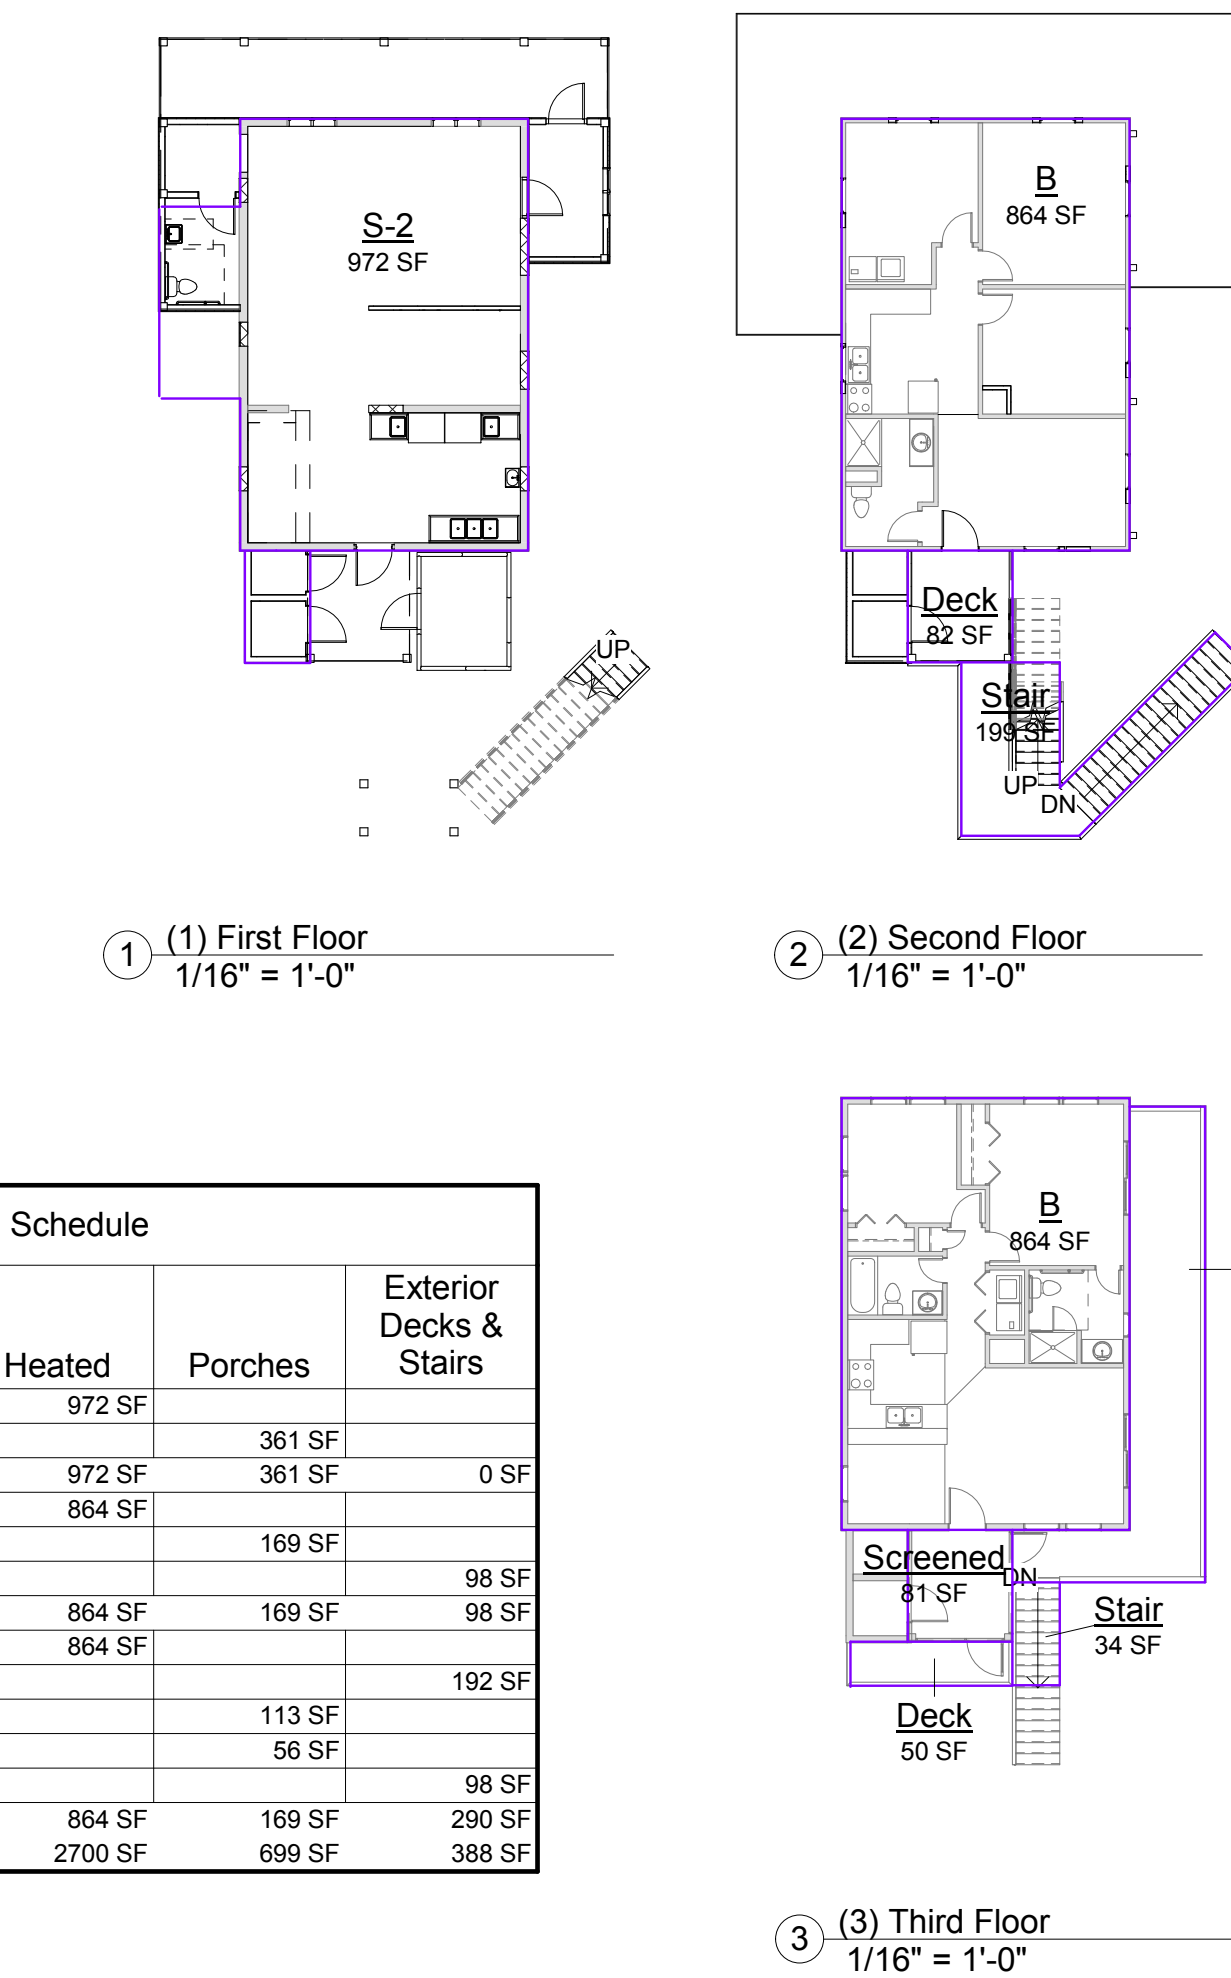 S-2
972 SF
UP
B
864 SF
Deck
82 SF
Stair
199 SF
UP
DN
1
(1) First Floor
1/16" = 1'-0"
2
(2) Second Floor
1/16" = 1'-0"
Schedule
Heated
Porches
Exterior
Decks &
Stairs
972 SF
361 SF
972 SF 361 SF 0 SF
864 SF
169 SF
98 SF
864 SF 169 SF 98 SF
864 SF
192 SF
113 SF
56 SF
98 SF
864 SF 169 SF 290 SF
2700 SF 699 SF 388 SF
B
864 SF
Screened
81 SF
DN
Stair
34 SF
Deck
50 SF
3
(3) Third Floor
1/16" = 1'-0"